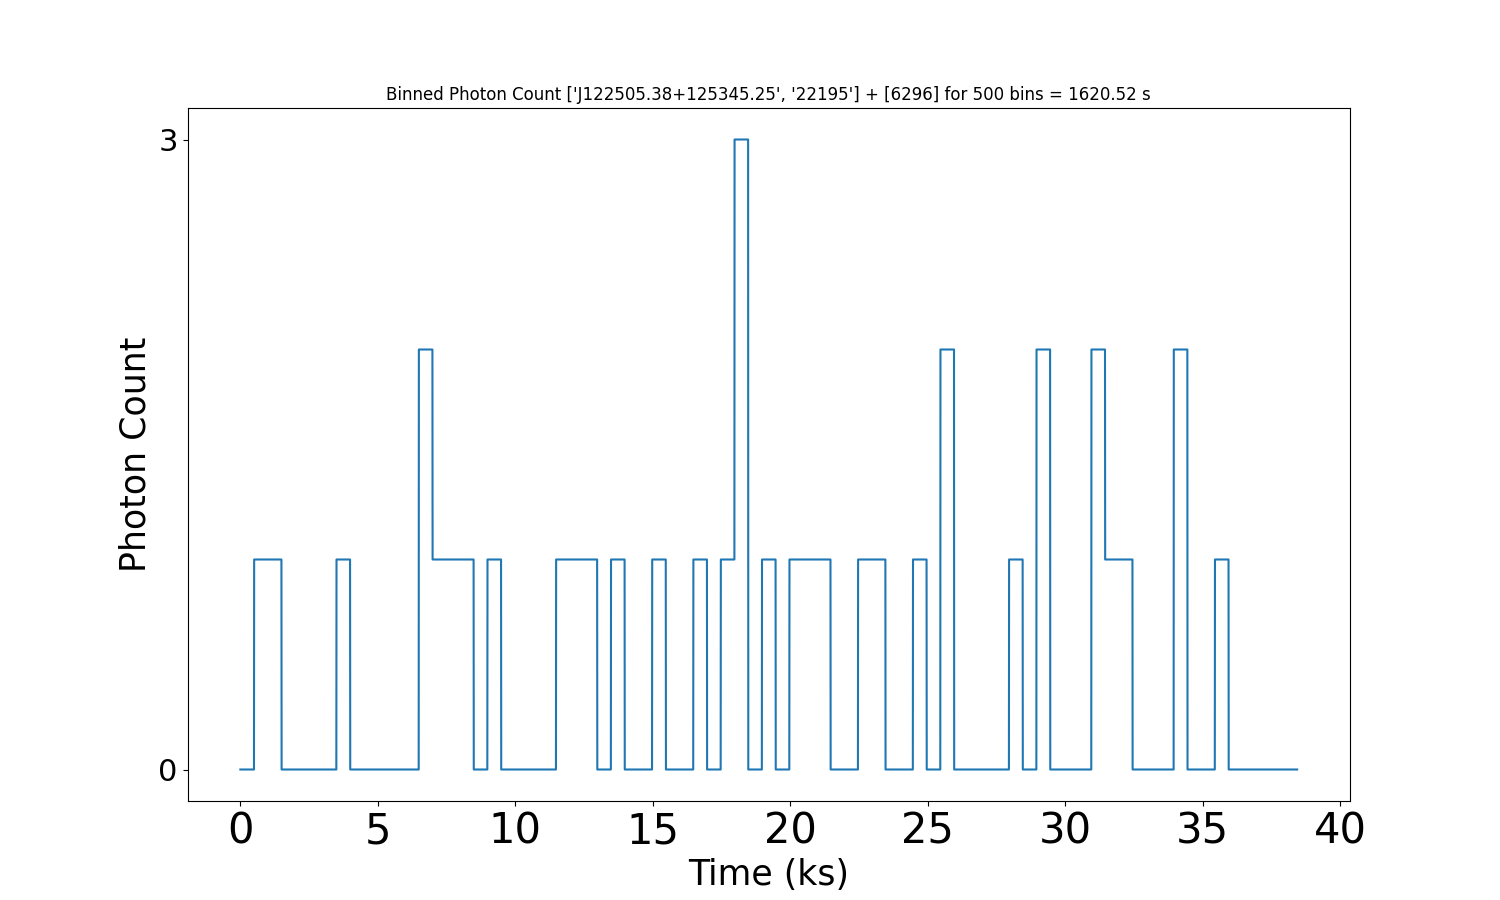 Binned Photon Count ['J122505.38+125345.25', '22195'] + [6296] for 500 bins = 1620.52 s
3
Photon Count
0
0 5 10 15 20 25 30 35 40
Time (ks)